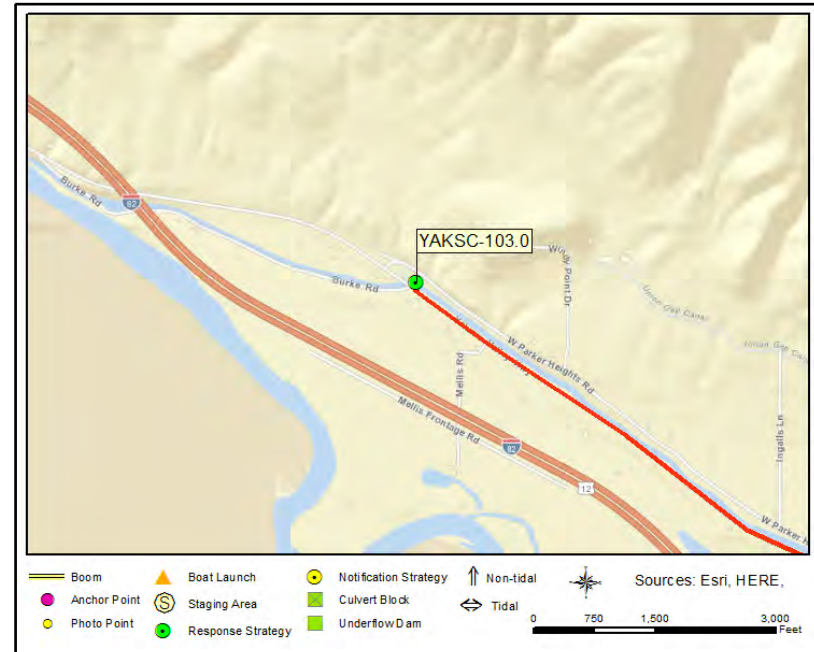 Burke Rd
82
YAKSC-103.0
Burke Rd
Windy Point Dr
Union Gap Canal
W Parker Heights Rd
Mellis Rd
Ingalls Ln
Mellis Frontage Rd
82
12
W Parker H
Boom
Boat Launch
Notification Strategy
Non-tidal
Sources: Esri, HERE,
Anchor Point
S
Staging Area
Culvert Block
Tidal
Photo Point
Response Strategy
Underflow Dam
0 750 1,500 3,000
Feet